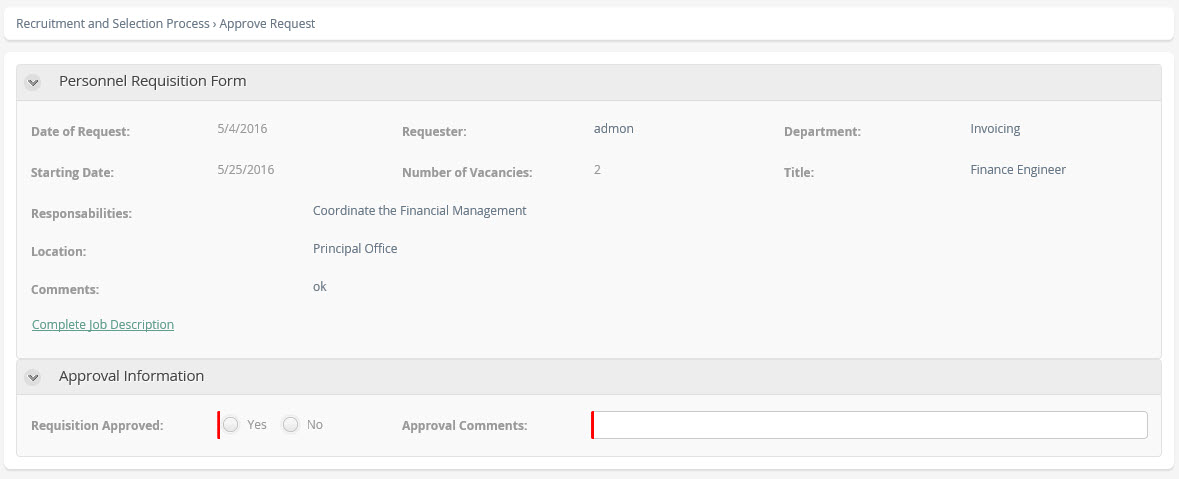 Recruitment and Selection Process › Approve Request
Personnel Requisition Form
Date of Request: 5/4/2016 Requester: admon Department: Invoicing
Starting Date: 5/25/2016 Number of Vacancies: 2 Title: Finance Engineer
Responsabilities: Coordinate the Financial Management
Location: Principal Office
Comments: ok
Complete Job Description
Approval Information
Requisition Approved: Yes No Approval Comments: